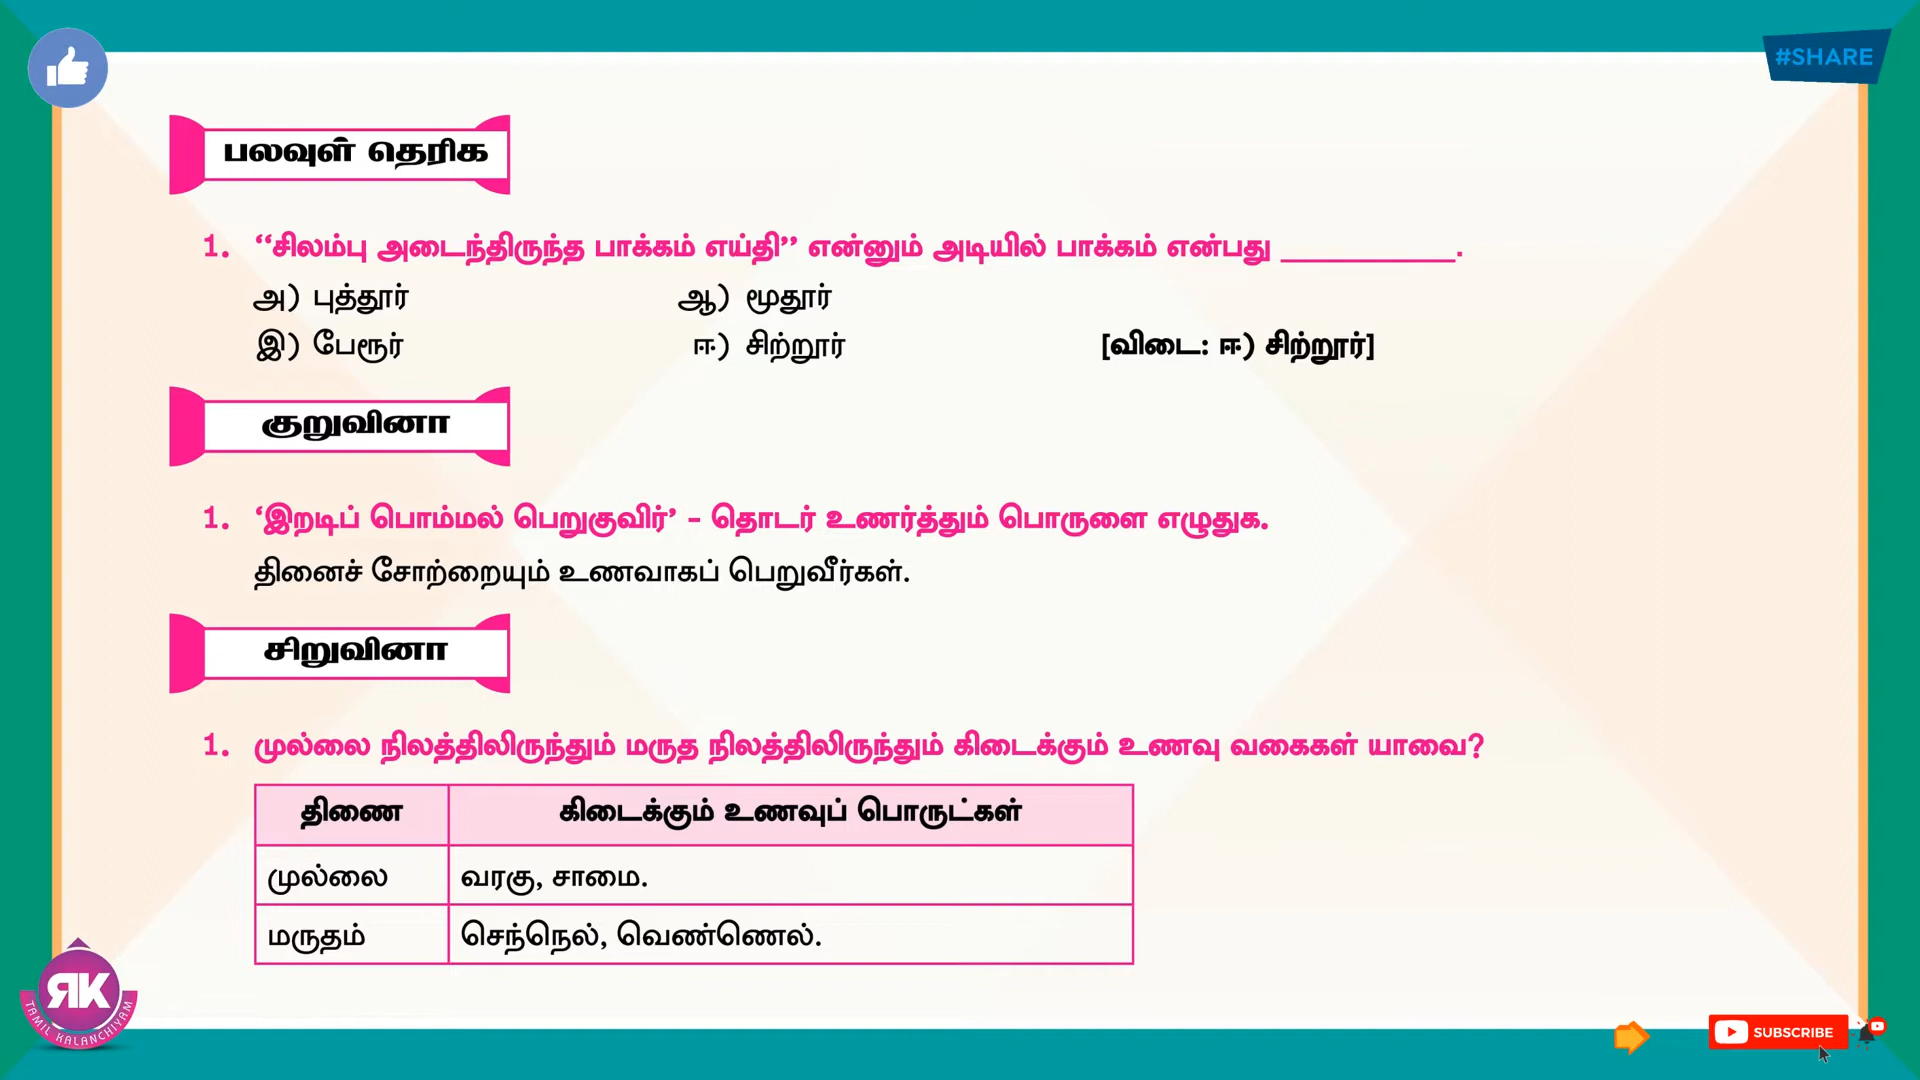 #SHARE
பலவுள் தெரிக
1. “சிலம்பு அடைந்திருந்த பாக்கம் எய்தி” என்னும் அடியில் பாக்கம் என்பது ____________.
அ) புத்தூர் ஆ) மூதூர்
இ) பேரூர் ஈ) சிற்றூர் [விடை: ஈ) சிற்றூர்]
குறுவினா
1. ‘இறடிப் பொம்மல் பெறுகுவிர்’ - தொடர் உணர்த்தும் பொருளை எழுதுக.
தினைச் சோற்றையும் உணவாகப் பெறுவீர்கள்.
சிறுவினா
1. முல்லை நிலத்திலிருந்தும் மருத நிலத்திலிருந்தும் கிடைக்கும் உணவு வகைகள் யாவை?
திணை கிடைக்கும் உணவுப் பொருட்கள்
முல்லை வரகு, சாமை.
மருதம் செந்நெல், வெண்ணெல்.
RK
TAMIL KALANCHIYAM
SUBSCRIBE